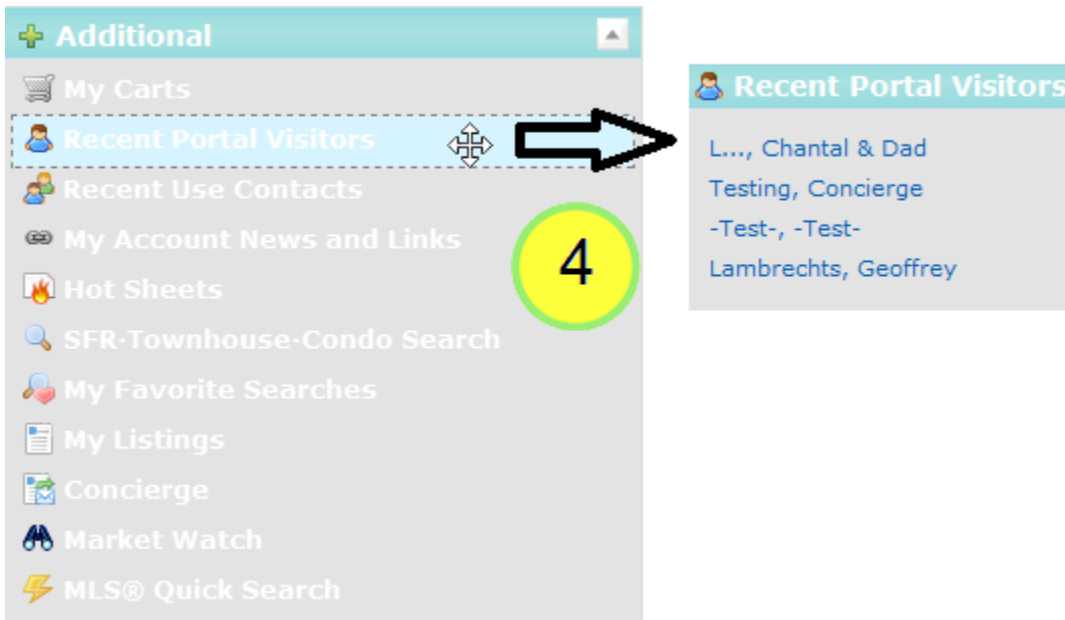 Additional
My Carts
Recent Portal Visitors
Recent Use Contacts
My Account News and Links
Hot Sheets
SFR·Townhouse·Condo Search
My Favorite Searches
My Listings
Concierge
Market Watch
MLS® Quick Search
4
Recent Portal Visitors
L..., Chantal & Dad
Testing, Concierge
-Test-, -Test-
Lambrechts, Geoffrey